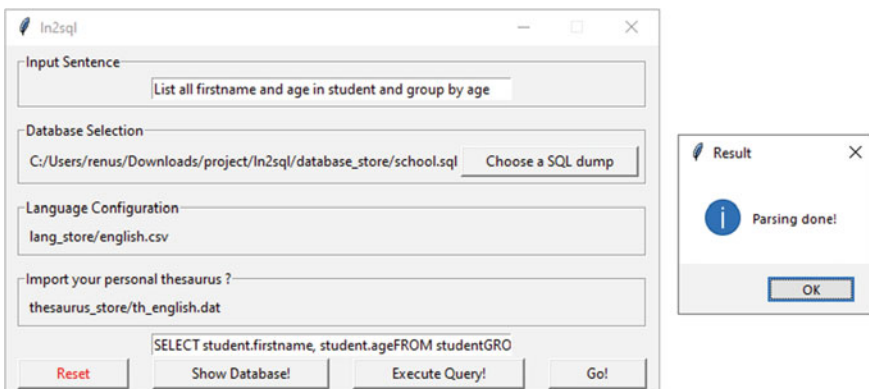 ln2sql
Input Sentence
List all firstname and age in student and group by age
Database Selection
C:/Users/renus/Downloads/project/ln2sql/database_store/school.sql
Choose a SQL dump
Language Configuration
lang_store/english.csv
Import your personal thesaurus ?
thesaurus_store/th_english.dat
SELECT student.firstname, student.ageFROM studentGRO
Reset
Show Database!
Execute Query!
Go!
Result
Parsing done!
OK